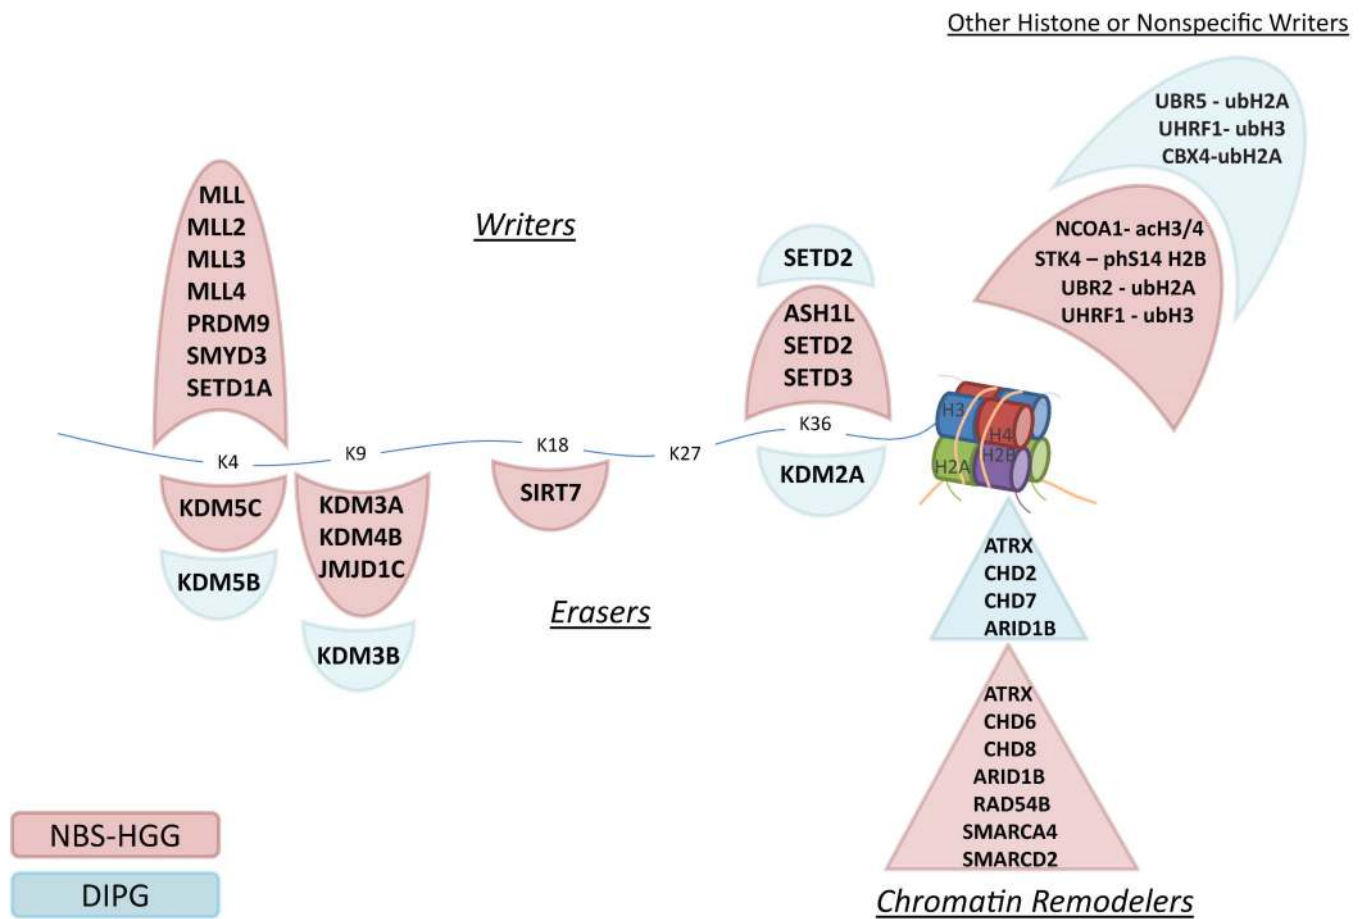 Other Histone or Nonspecific Writers
UBR5 - ubH2A
UHRF1- ubH3
CBX4-ubH2A
NCOA1- acH3/4
STK4 – phS14 H2B
UBR2 - ubH2A
UHRF1 - ubH3
Writers
MLL
MLL2
MLL3
MLL4
PRDM9
SMYD3
SETD1A
SETD2
ASH1L
SETD2
SETD3
K4
K9
K18
K27
K36
H3
H4
H2A
H2B
KDM5C
KDM5B
KDM3A
KDM4B
JMJD1C
KDM3B
SIRT7
KDM2A
Erasers
ATRX
CHD2
CHD7
ARID1B
ATRX
CHD6
CHD8
ARID1B
RAD54B
SMARCA4
SMARCD2
Chromatin Remodelers
NBS-HGG
DIPG